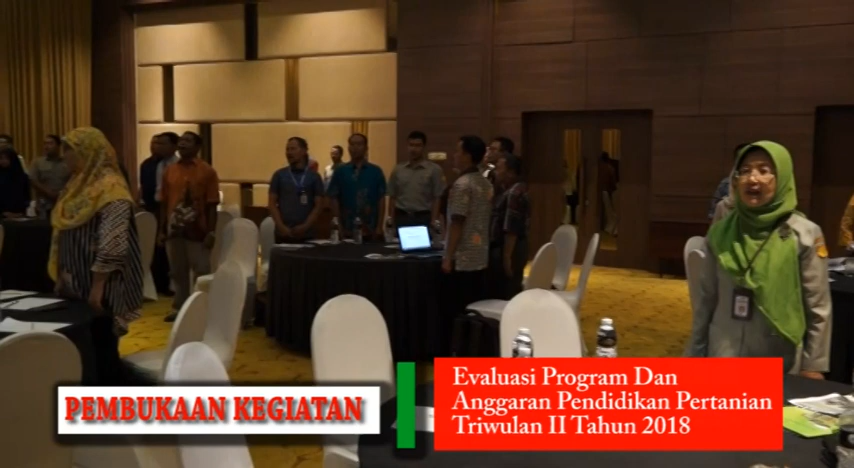 PEMBUKAAN KEGIATAN
Evaluasi Program Dan
Anggaran Pendidikan Pertanian
Triwulan II Tahun 2018